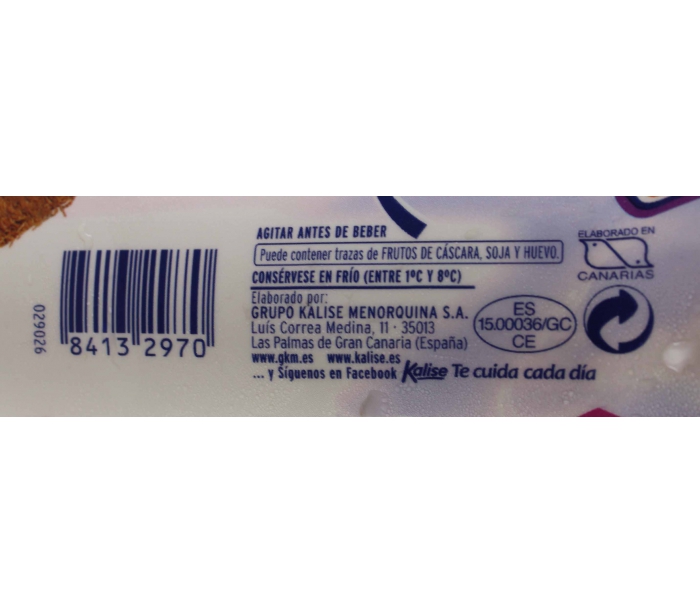 AGITAR ANTES DE BEBER
Puede contener trazas de FRUTOS DE CÁSCARA, SOJA Y HUEVO.
CONSÉRVESE EN FRÍO (ENTRE 1ºC Y 8ºC)
Elaborado por:
GRUPO KALISE MENORQUINA S.A.
Luís Correa Medina, 11 · 35013
Las Palmas de Gran Canaria (España)
www.gkm.es www.kalise.es
... y Síguenos en Facebook Kalise Te cuida cada día
ES
15.00036/GC
CE
ELABORADO EN
CANARIAS
8413 2970
029026